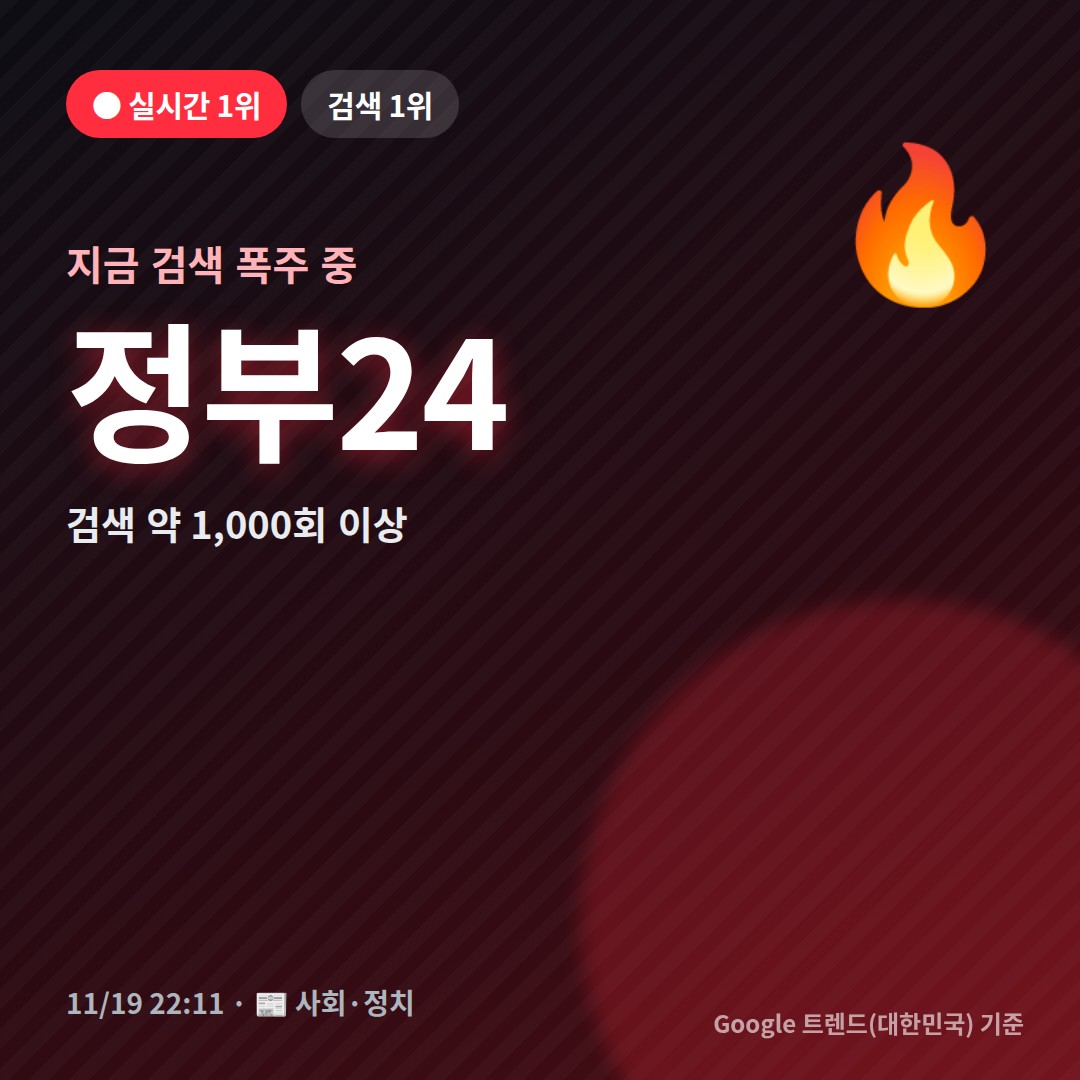 실시간 1위
검색 1위
지금 검색 폭주 중
정부24
검색 약 1,000회 이상
11/19 22:11 · 📰 사회·정치
Google 트렌드(대한민국) 기준